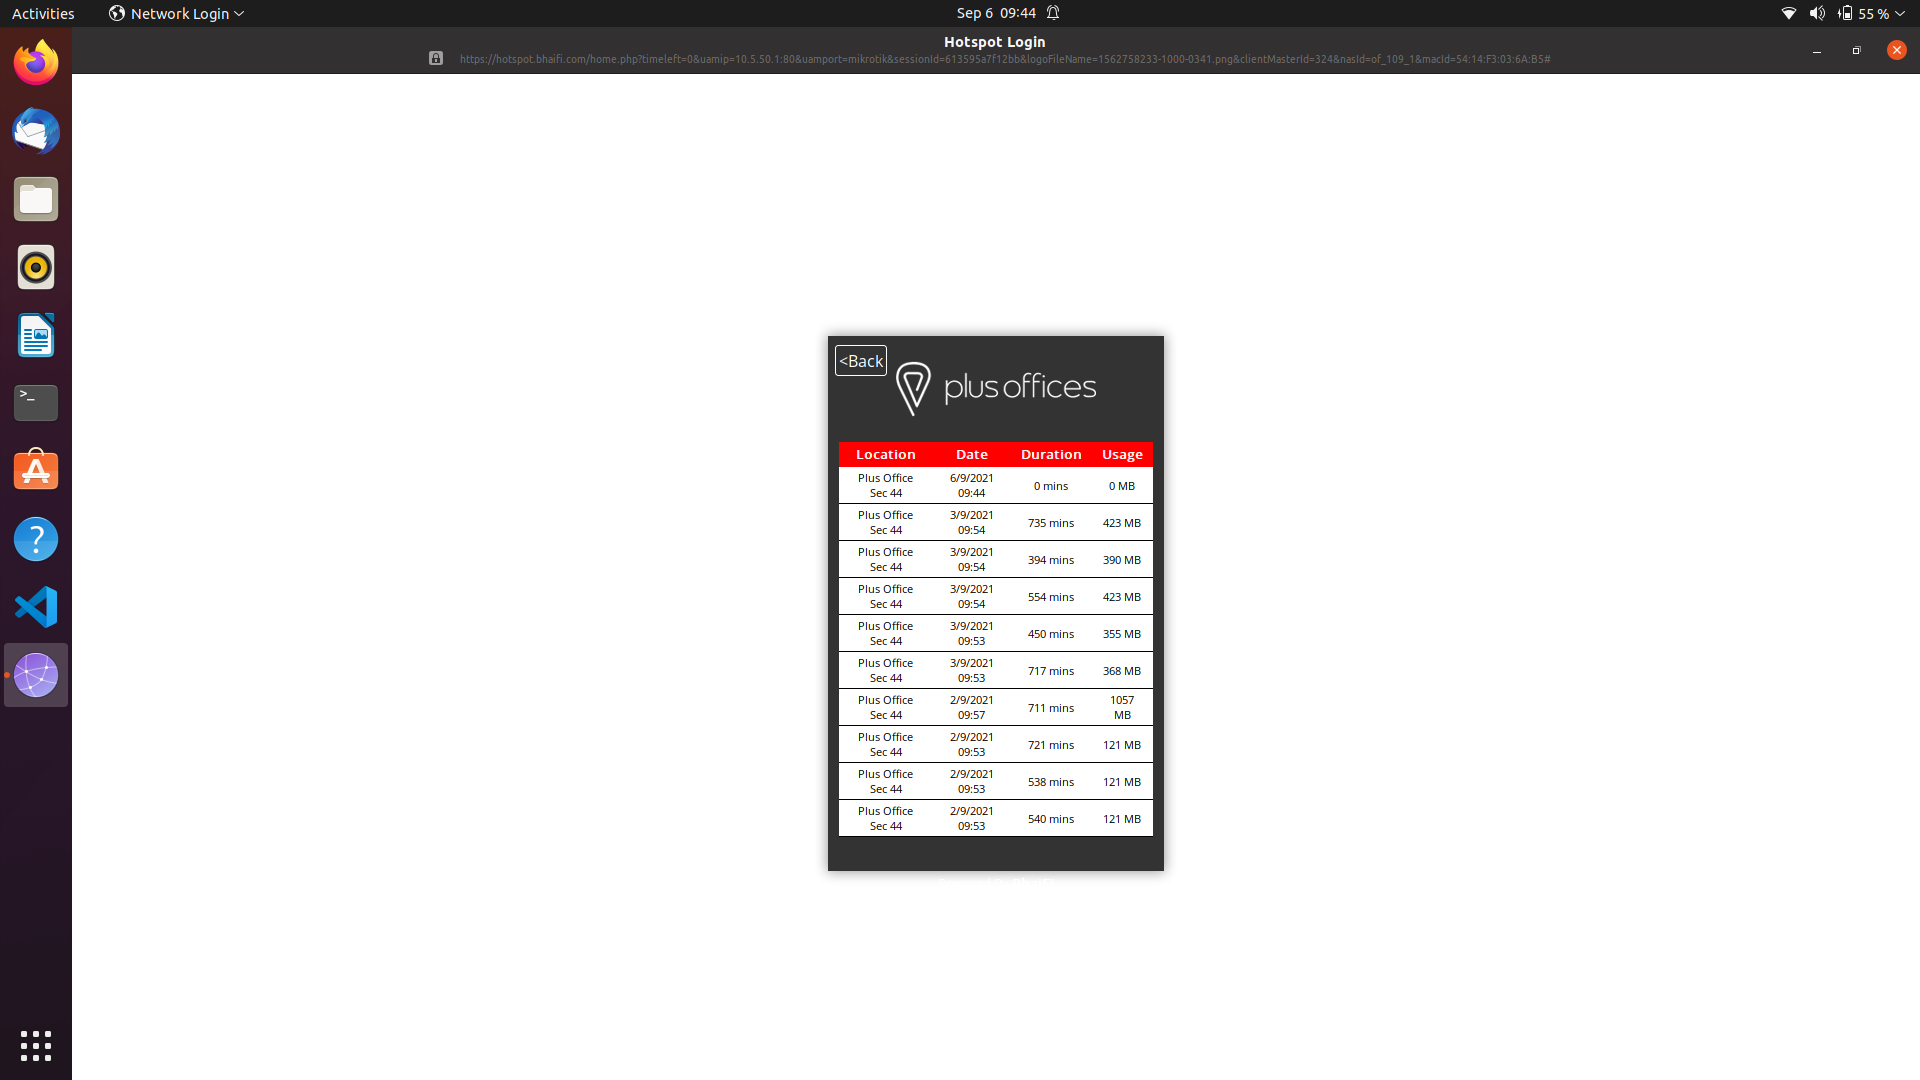 Activities Network Login Sep 6 09:44 55 %
Hotspot Login
https://hotspot.bhaifi.com/home.php?timeleft=0&uamip=10.5.50.1:80&uamport=mikrotik&sessionId=613595a7f12bb&logoFileName=1562758233-1000-0341.png&clientMasterId=324&nasId=of_109_1&macId=54:14:F3:03:6A:B5#
<Back
plus offices
Location Date Duration Usage
Plus Office 6/9/2021
Sec 44 09:44 0 mins 0 MB
Plus Office 3/9/2021
Sec 44 09:54 735 mins 423 MB
Plus Office 3/9/2021
Sec 44 09:54 394 mins 390 MB
Plus Office 3/9/2021
Sec 44 09:54 554 mins 423 MB
Plus Office 3/9/2021
Sec 44 09:53 450 mins 355 MB
Plus Office 3/9/2021
Sec 44 09:53 717 mins 368 MB
Plus Office 2/9/2021 711 mins 1057
Sec 44 09:57 MB
Plus Office 2/9/2021
Sec 44 09:53 721 mins 121 MB
Plus Office 2/9/2021
Sec 44 09:53 538 mins 121 MB
Plus Office 2/9/2021
Sec 44 09:53 540 mins 121 MB